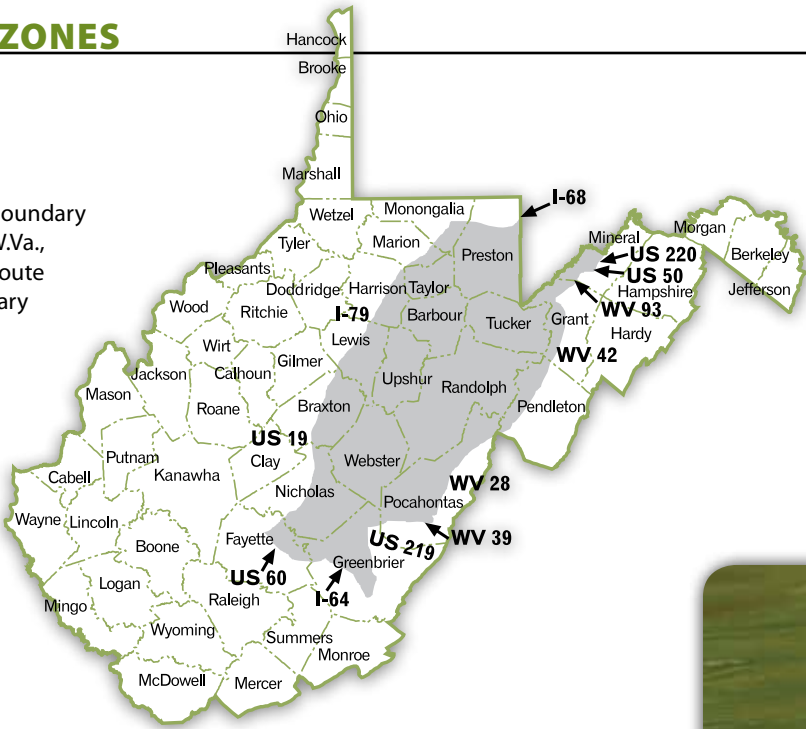 ZONES
oundary
W.Va.,
oute
ary
Hancock
Brooke
Ohio
Marshall
Wetzel
Monongalia
I-68
Tyler
Marion
Preston
Mineral
Morgan
Berkeley
Jefferson
Pleasants
Doddridge
Harrison
Taylor
US 220
US 50
Hampshire
Wood
Ritchie
I-79
Barbour
Tucker
Grant
WV 93
Hardy
Wirt
Lewis
WV 42
Jackson
Calhoun
Gilmer
Upshur
Randolph
Mason
Roane
Braxton
Pendleton
US 19
Putnam
Kanawha
Clay
Webster
Cabell
Nicholas
WV 28
Pocahontas
Wayne
Lincoln
Boone
Fayette
US 219
WV 39
Greenbrier
US 60
I-64
Logan
Raleigh
Mingo
Wyoming
Summers
Monroe
McDowell
Mercer